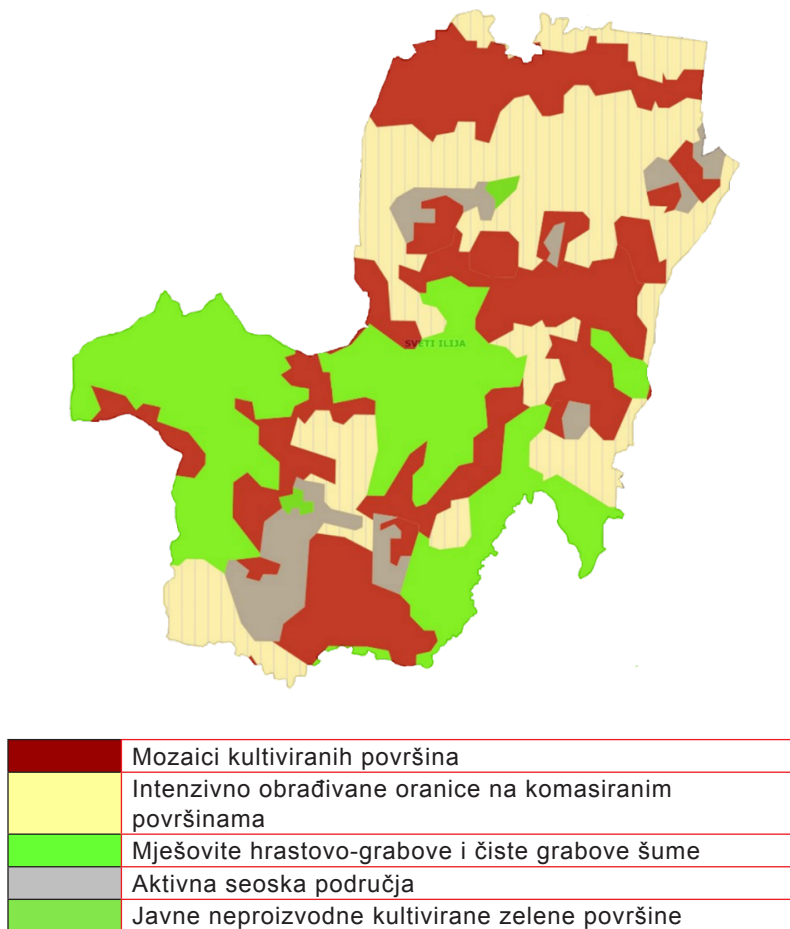 SVETI ILIJA
Mozaici kultiviranih površina
Intenzivno obrađivane oranice na komasiranim
površinama
Mješovite hrastovo-grabove i čiste grabove šume
Aktivna seoska područja
Javne neproizvodne kultivirane zelene površine